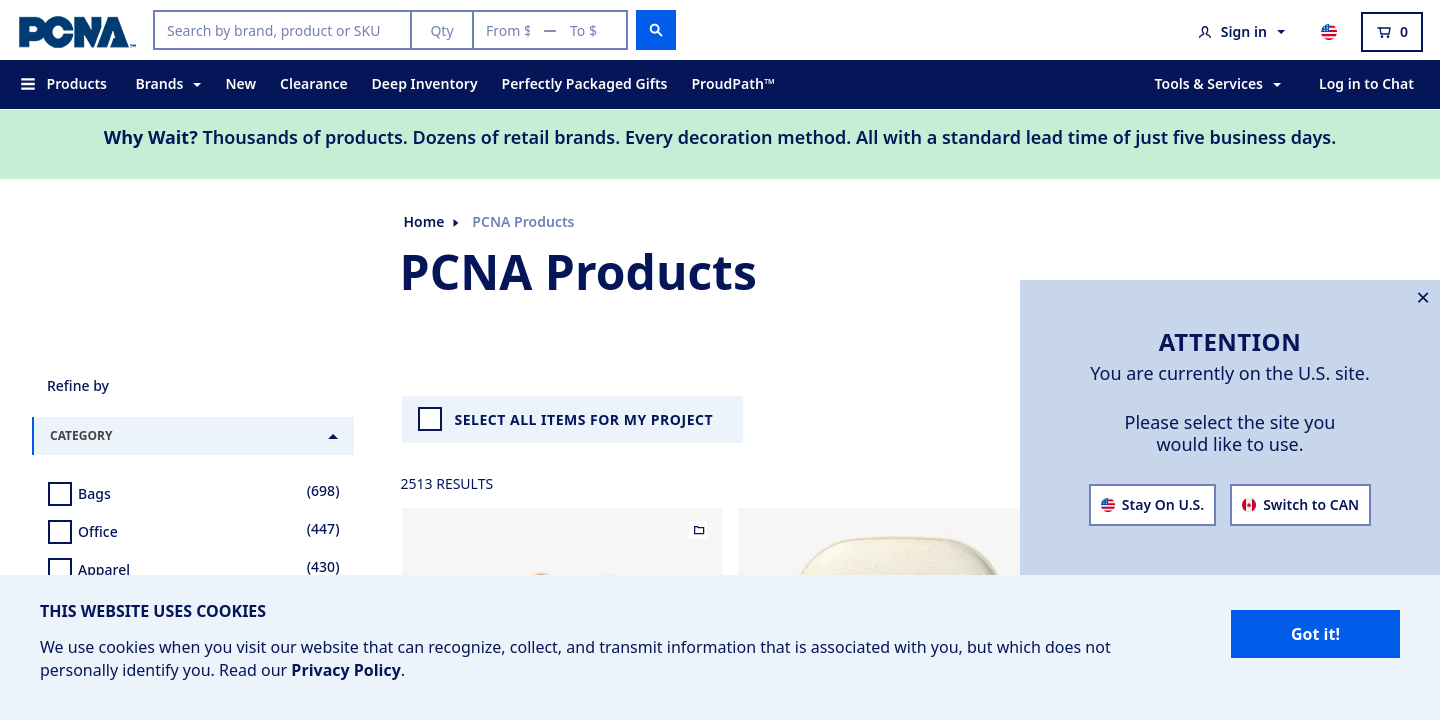 PCNA™
Search by brand, product or SKU
Qty
From $ — To $
Sign in
0
Products
Brands
New
Clearance
Deep Inventory
Perfectly Packaged Gifts
ProudPath™
Tools & Services
Log in to Chat
Why Wait? Thousands of products. Dozens of retail brands. Every decoration method. All with a standard lead time of just five business days.
Home
PCNA Products
PCNA Products
ATTENTION
You are currently on the U.S. site.
Please select the site you
would like to use.
Stay On U.S.
Switch to CAN
Refine by
CATEGORY
Bags (698)
Office (447)
Apparel (430)
SELECT ALL ITEMS FOR MY PROJECT
2513 RESULTS
THIS WEBSITE USES COOKIES
We use cookies when you visit our website that can recognize, collect, and transmit information that is associated with you, but which does not
personally identify you. Read our Privacy Policy.
Got it!